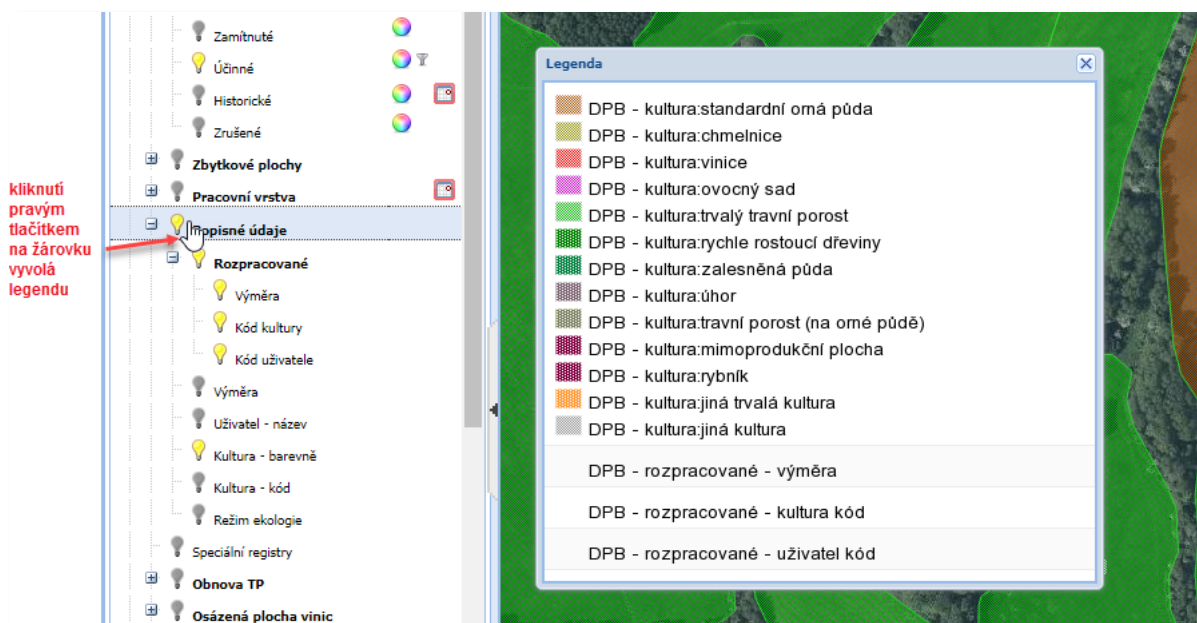 Zamítnuté
Účinné
Historické
Zrušené
Zbytkové plochy
Pracovní vrstva
Popisné údaje
Rozpracované
Výměra
Kód kultury
Kód uživatele
Výměra
Uživatel - název
Kultura - barevně
Kultura - kód
Režim ekologie
Speciální registry
Obnova TP
Osázená plocha vinic
kliknutí
pravým
tlačítkem
na žárovku
vyvolá
legendu
Legenda
DPB - kultura:standardní orná půda
DPB - kultura:chmelnice
DPB - kultura:vinice
DPB - kultura:ovocný sad
DPB - kultura:trvalý travní porost
DPB - kultura:rychle rostoucí dřeviny
DPB - kultura:zalesněná půda
DPB - kultura:úhor
DPB - kultura:travní porost (na orné půdě)
DPB - kultura:mimoprodukční plocha
DPB - kultura:rybník
DPB - kultura:jiná trvalá kultura
DPB - kultura:jiná kultura
DPB - rozpracované - výměra
DPB - rozpracované - kultura kód
DPB - rozpracované - uživatel kód